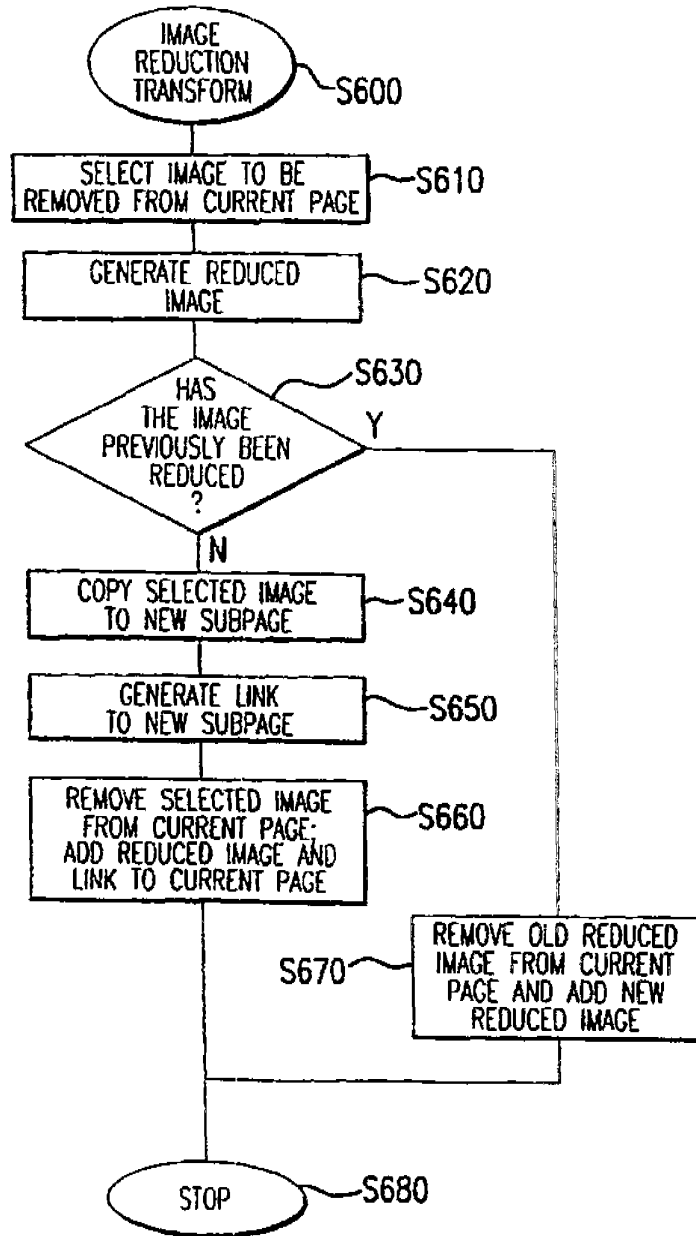 IMAGE
REDUCTION
TRANSFORM
S600
SELECT IMAGE TO BE
REMOVED FROM CURRENT PAGE
S610
GENERATE REDUCED
IMAGE
S620
HAS
THE IMAGE
PREVIOUSLY BEEN
REDUCED
?
S630
Y
N
COPY SELECTED IMAGE
TO NEW SUBPAGE
S640
GENERATE LINK
TO NEW SUBPAGE
S650
REMOVE SELECTED IMAGE
FROM CURRENT PAGE;
ADD REDUCED IMAGE AND
LINK TO CURRENT PAGE
S660
REMOVE OLD REDUCED
IMAGE FROM CURRENT
PAGE AND ADD NEW
REDUCED IMAGE
S670
STOP
S680